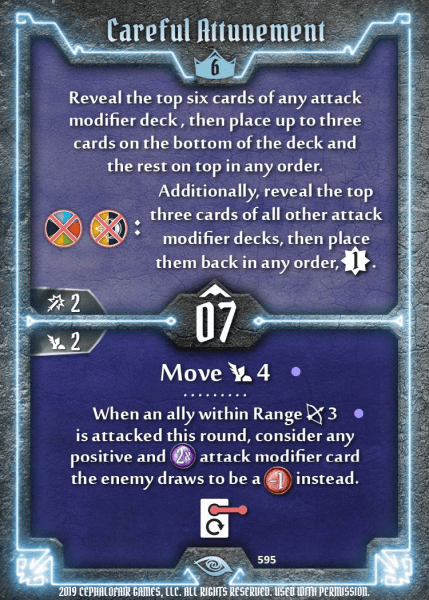 Careful Attunement
6
Reveal the top six cards of any attack
modifier deck , then place up to three
cards on the bottom of the deck and
the rest on top in any order.
Additionally, reveal the top
: three cards of all other attack
modifier decks, then place
them back in any order, 1 .
2
07
2
Move 4
When an ally within Range 3
is attacked this round, consider any
positive and 2x attack modifier card
the enemy draws to be a -1 instead.
595
2019 CEPHALOFAIR GAMES, LLC. ALL RIGHTS RESERVED. USED WITH PERMISSION.